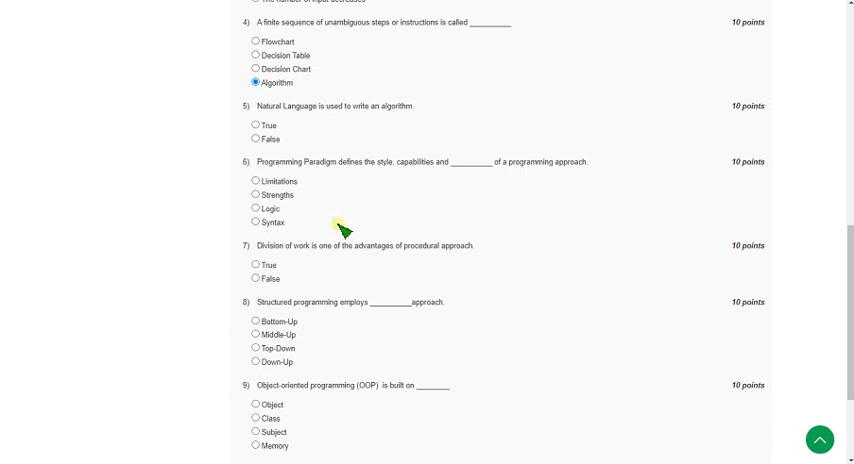 The number of input decreases
4) A finite sequence of unambiguous steps or instructions is called __________ 10 points
Flowchart
Decision Table
Decision Chart
Algorithm
5) Natural Language is used to write an algorithm. 10 points
True
False
6) Programming Paradigm defines the style, capabilities and __________ of a programming approach. 10 points
Limitations
Strengths
Logic
Syntax
7) Division of work is one of the advantages of procedural approach. 10 points
True
False
8) Structured programming employs __________approach. 10 points
Bottom-Up
Middle-Up
Top-Down
Down-Up
9) Object-oriented programming (OOP) is built on ________ 10 points
Object
Class
Subject
Memory